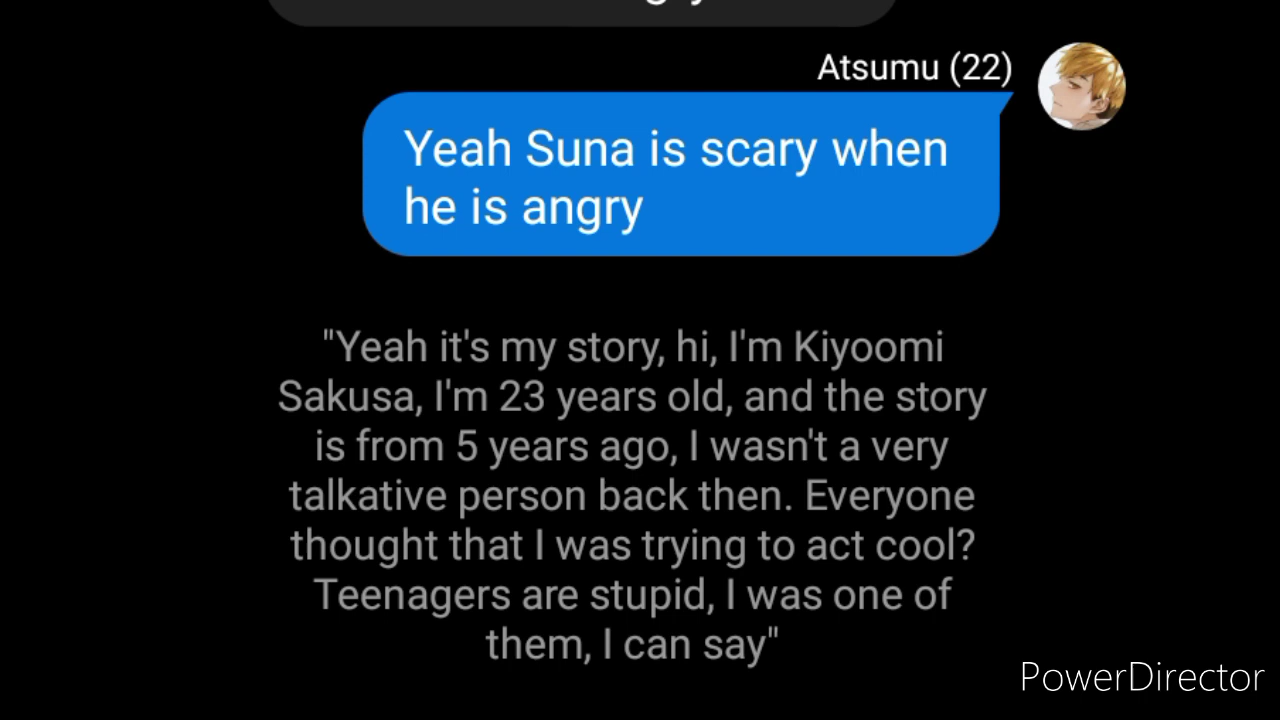 Atsumu (22)
Yeah Suna is scary when
he is angry
"Yeah it's my story, hi, I'm Kiyoomi
Sakusa, I'm 23 years old, and the story
is from 5 years ago, I wasn't a very
talkative person back then. Everyone
thought that I was trying to act cool?
Teenagers are stupid, I was one of
them, I can say"
PowerDirector